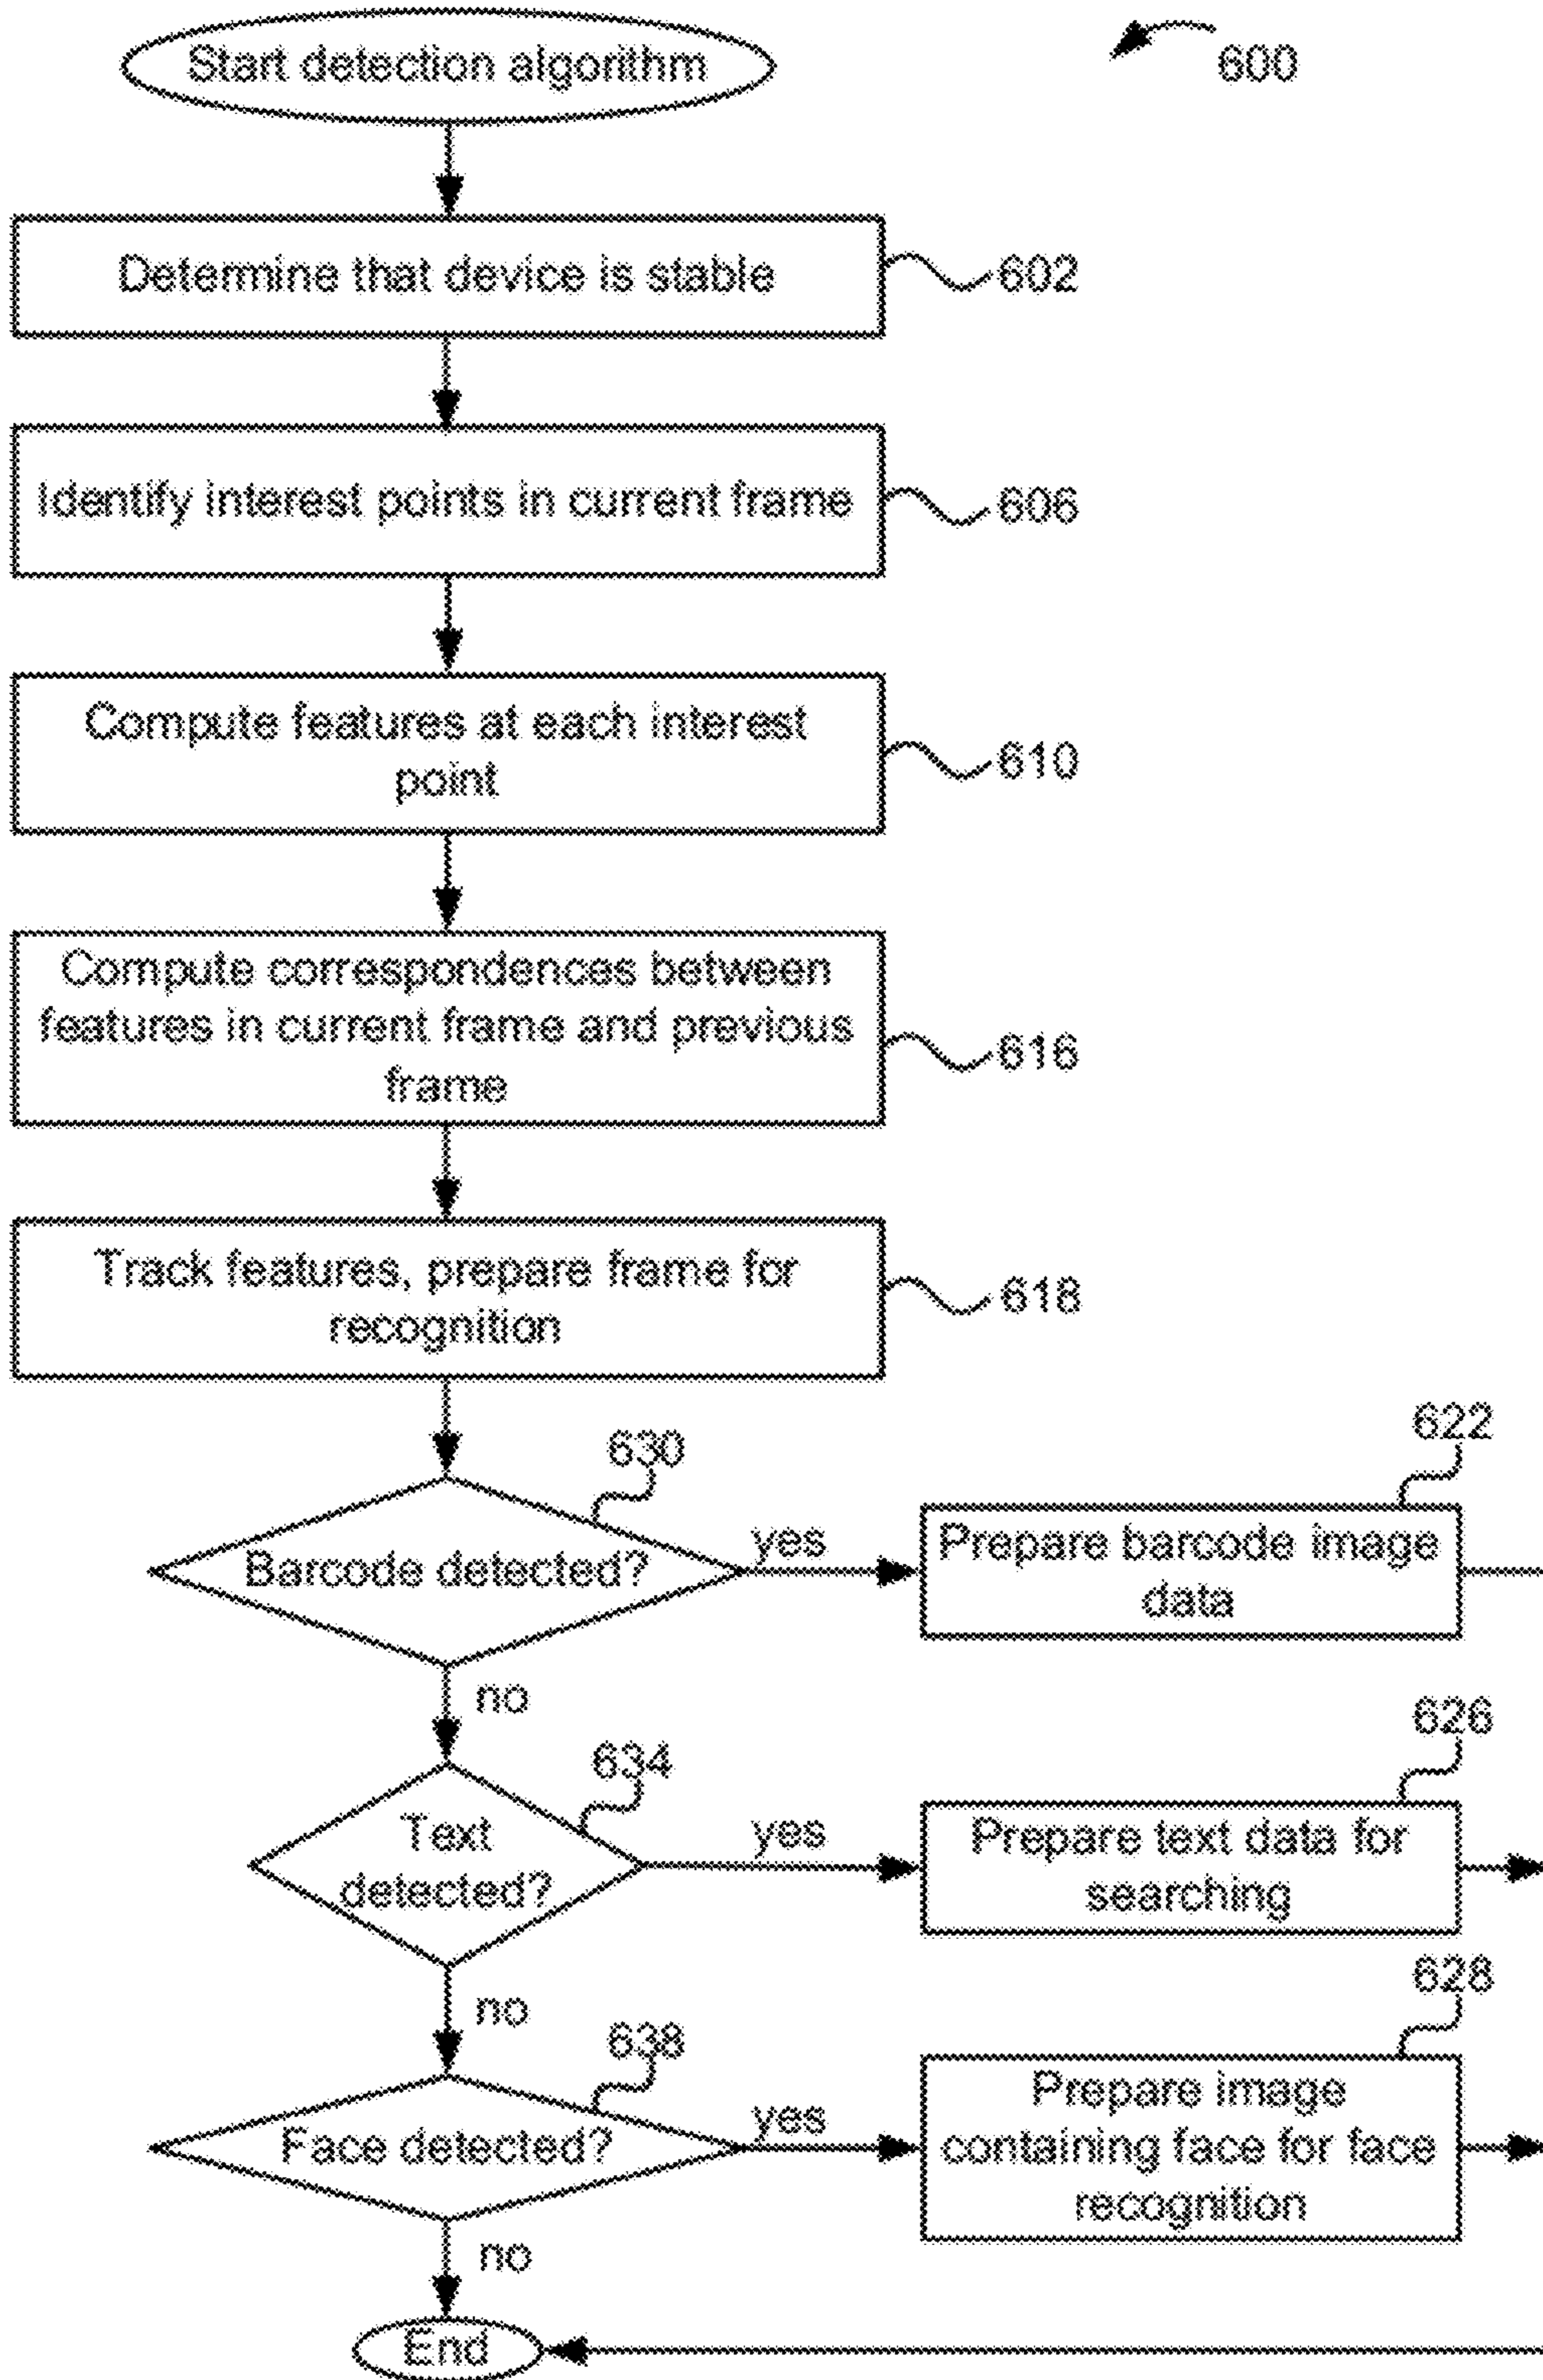 Start detection algorithm
600
Determine that device is stable
602
Identify interest points in current frame
606
Compute features at each interest
point
610
Compute correspondences between
features in current frame and previous
frame
616
Track features, prepare frame for
recognition
618
630
622
Barcode detected?
yes
Prepare barcode image
data
no
634
626
Text
detected?
yes
Prepare text data for
searching
no
638
628
Face detected?
yes
Prepare image
containing face for face
recognition
no
End